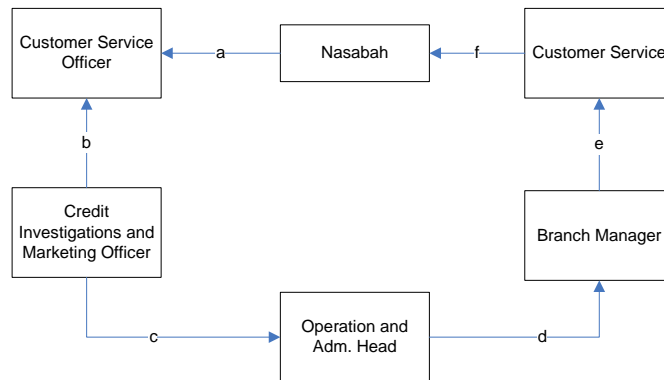 Customer Service
Officer
a
Nasabah
f
Customer Service
b
e
Credit
Investigations and
Marketing Officer
Branch Manager
c
Operation and
Adm. Head
d